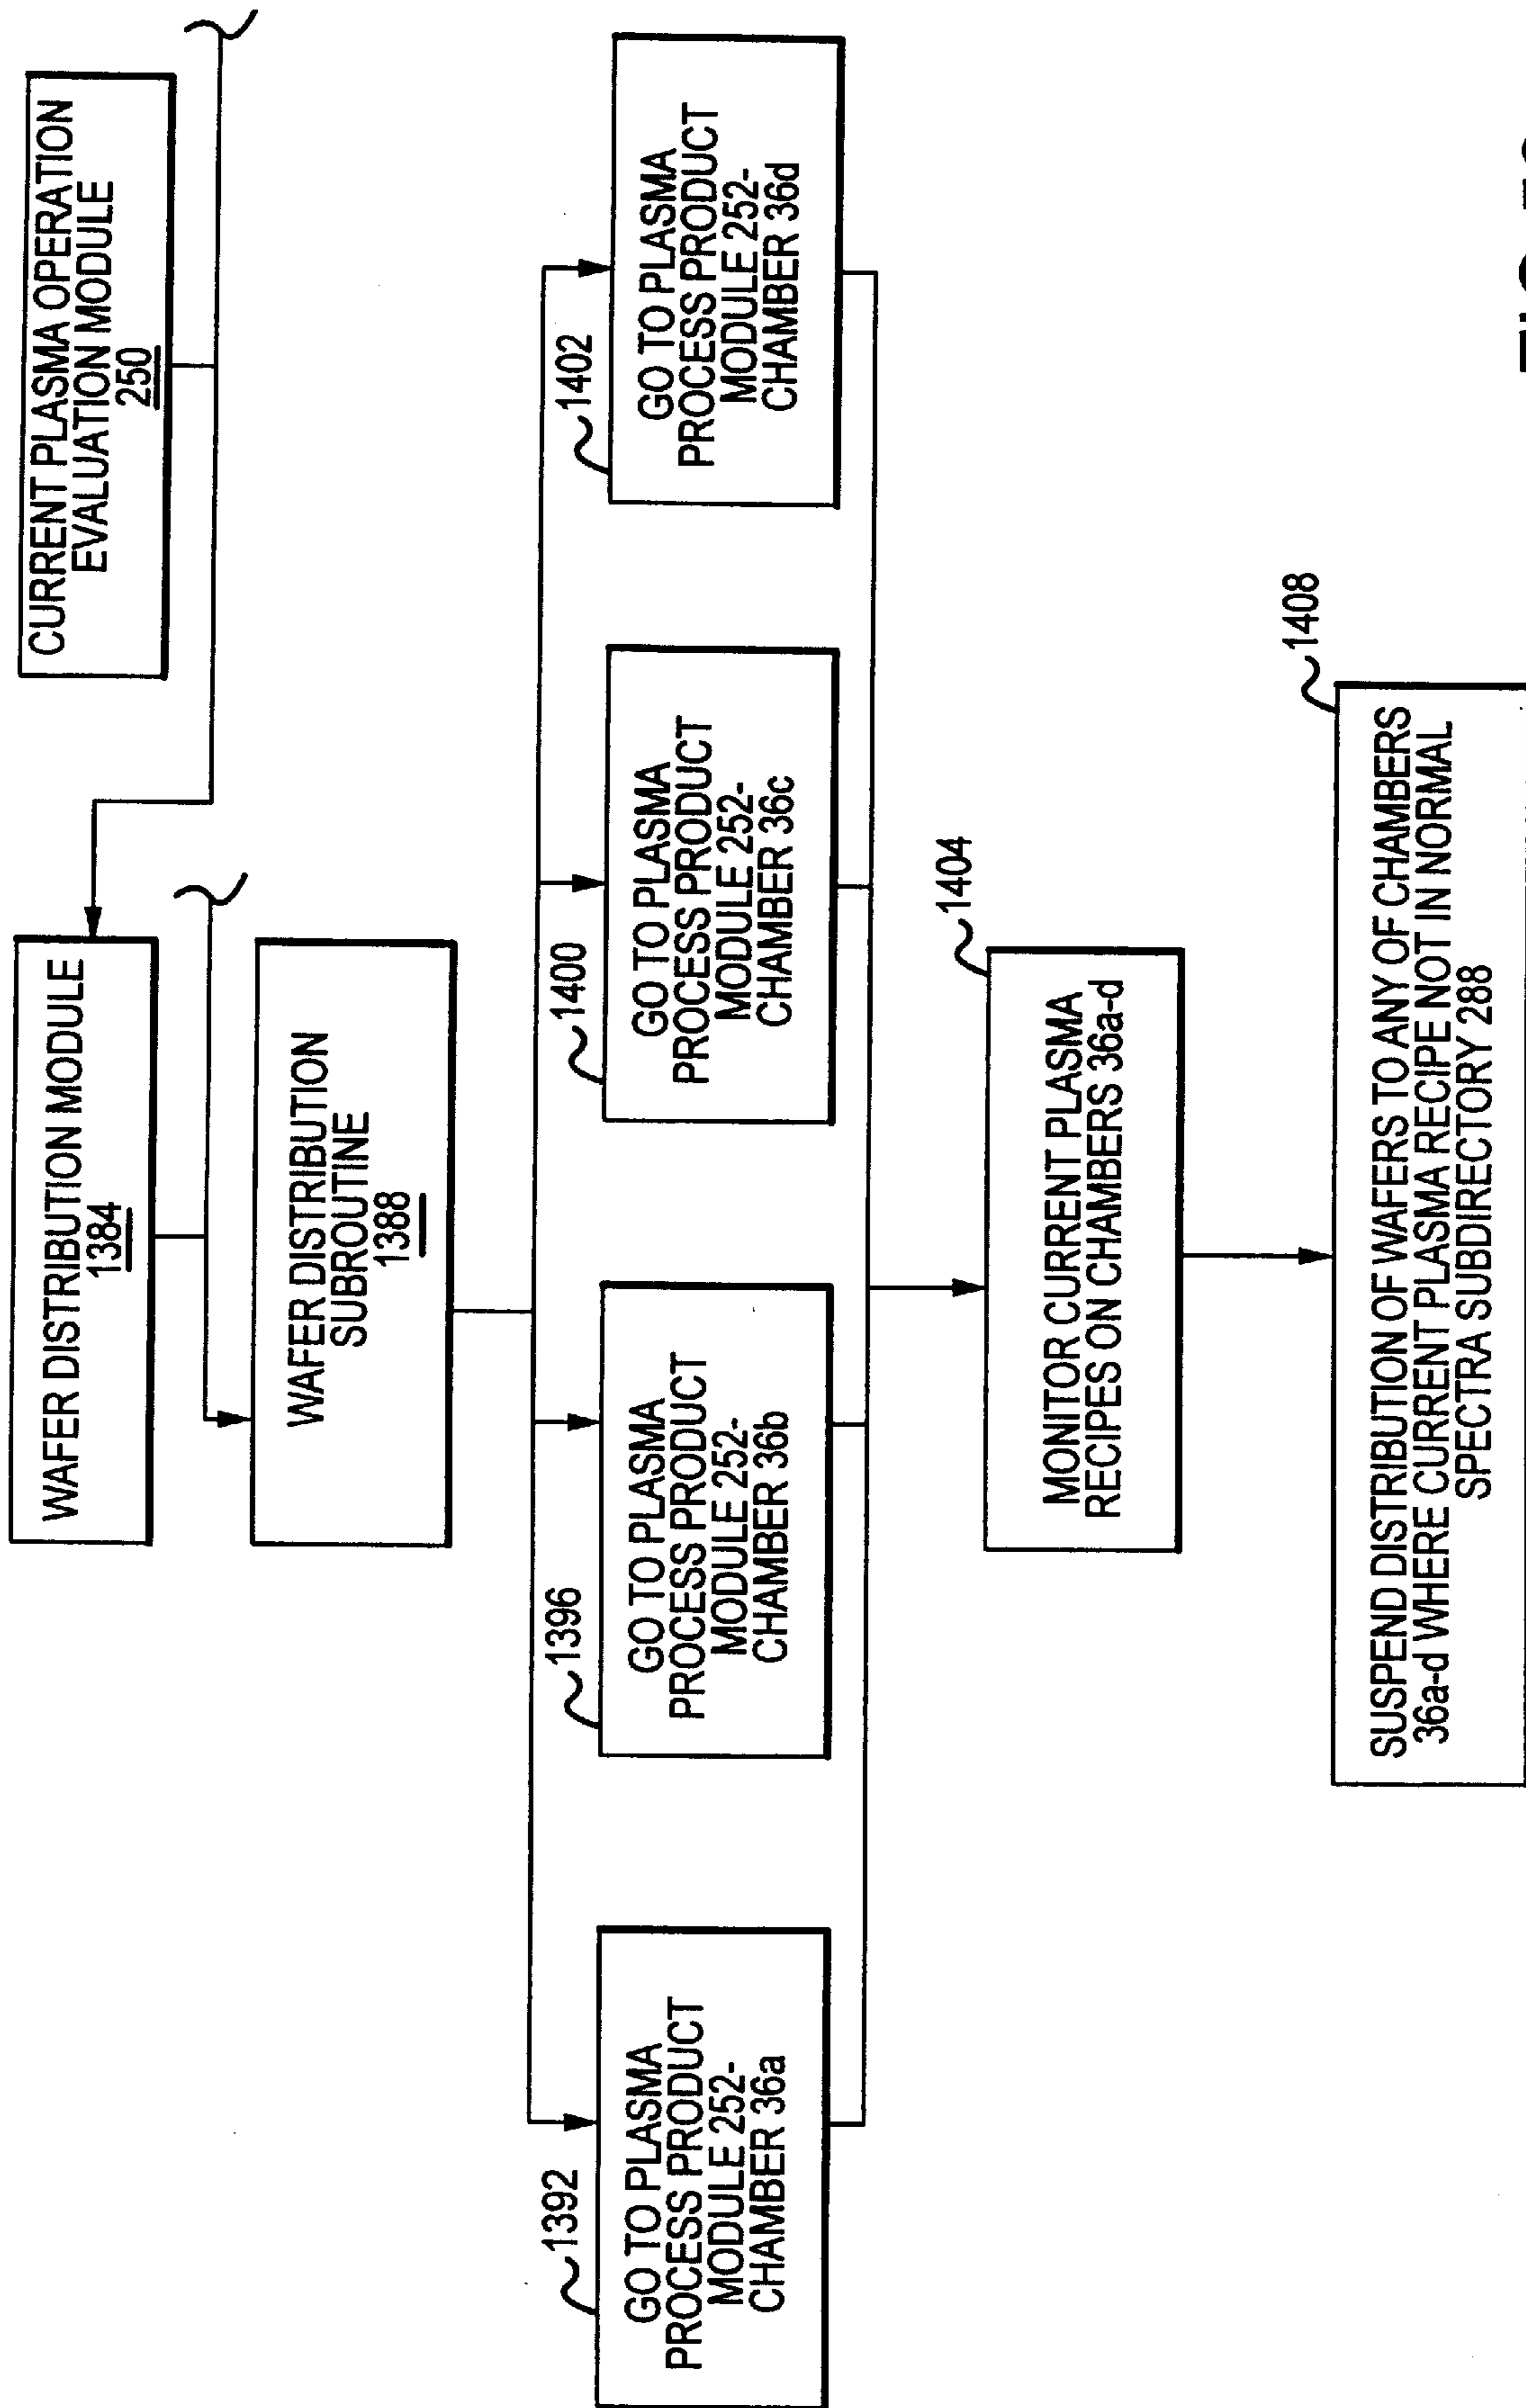 CURRENT PLASMA OPERATION
EVALUATION MODULE
250
WAFER DISTRIBUTION MODULE
1384
WAFER DISTRIBUTION
SUBROUTINE
1388
1392
GO TO PLASMA
PROCESS PRODUCT
MODULE 252-
CHAMBER 36a
1396
GO TO PLASMA
PROCESS PRODUCT
MODULE 252-
CHAMBER 36b
1400
GO TO PLASMA
PROCESS PRODUCT
MODULE 252-
CHAMBER 36c
1402
GO TO PLASMA
PROCESS PRODUCT
MODULE 252-
CHAMBER 36d
1404
MONITOR CURRENT PLASMA
RECIPES ON CHAMBERS 36a-d
1408
SUSPEND DISTRIBUTION OF WAFERS TO ANY OF CHAMBERS
36a-d WHERE CURRENT PLASMA RECIPE NOT IN NORMAL
SPECTRA SUBDIRECTORY 288